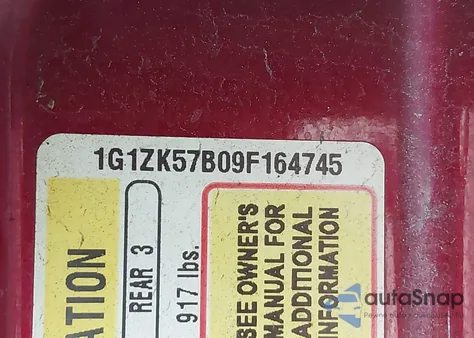 1G1ZK57B09F164745
ATION
REAR 3
917 lbs.
SEE OWNER'S
MANUAL FOR
ADDITIONAL
INFORMATION
autoSnap